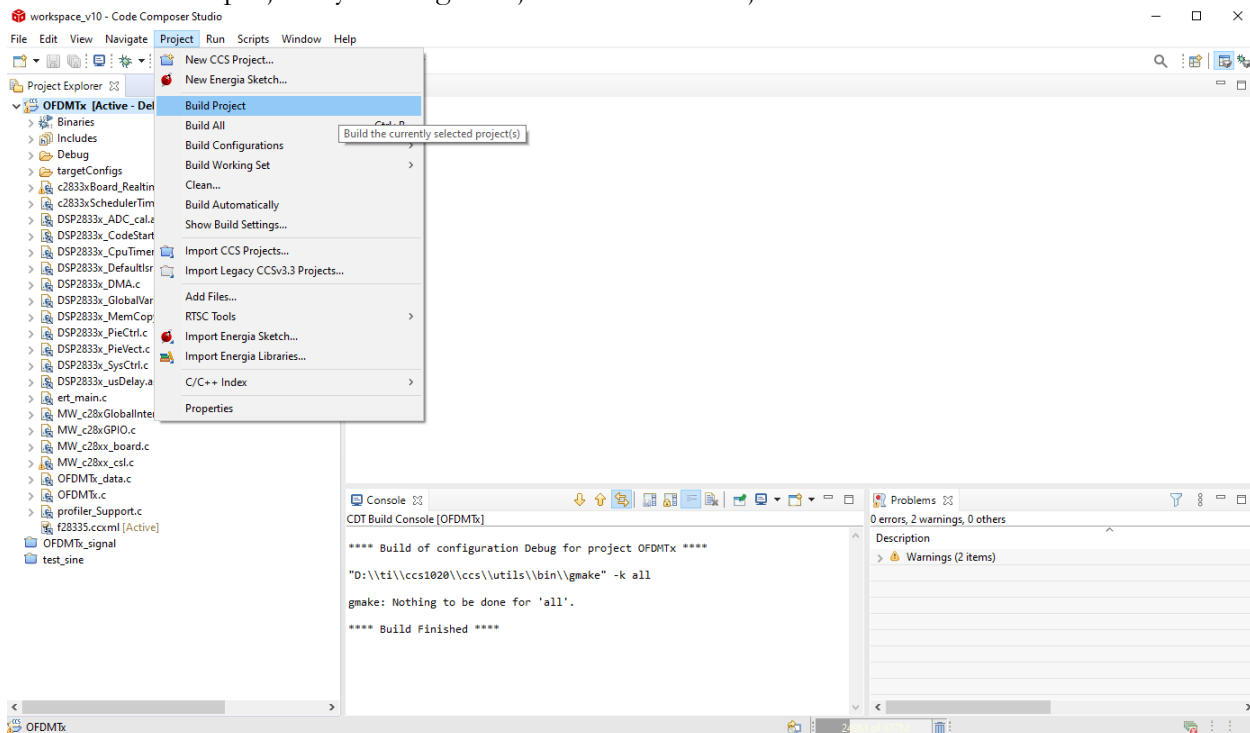 workspace_v10 - Code Composer Studio
File Edit View Navigate Project Run Scripts Window Help
Project Explorer
OFDMTx [Active - Del
Binaries
Includes
Debug
targetConfigs
c2833xBoard_Realtin
c2833xSchedulerTim
DSP2833x_ADC_cal.a
DSP2833x_CodeStart
DSP2833x_CpuTimer
DSP2833x_DefaultIsr
DSP2833x_DMA.c
DSP2833x_GlobalVar
DSP2833x_MemCop
DSP2833x_PieCtrl.c
DSP2833x_PieVect.c
DSP2833x_SysCtrl.c
DSP2833x_usDelay.a
ert_main.c
MW_c28xGlobalInter
MW_c28xGPIO.c
MW_c28xx_board.c
MW_c28xx_csl.c
OFDMTx_data.c
OFDMTx.c
profiler_Support.c
f28335.ccxml [Active]
OFDMTx_signal
test_sine
New CCS Project...
New Energia Sketch...
Build Project
Build All
Build the currently selected project(s)
Build Configurations
Build Working Set
Clean...
Build Automatically
Show Build Settings...
Import CCS Projects...
Import Legacy CCSv3.3 Projects...
Add Files...
RTSC Tools
Import Energia Sketch...
Import Energia Libraries...
C/C++ Index
Properties
Console
CDT Build Console [OFDMTx]
**** Build of configuration Debug for project OFDMTx ****
"D:\\ti\\ccs1020\\ccs\\utils\\bin\\gmake" -k all
gmake: Nothing to be done for 'all'.
**** Build Finished ****
Problems
0 errors, 2 warnings, 0 others
Description
Warnings (2 items)
OFDMTx